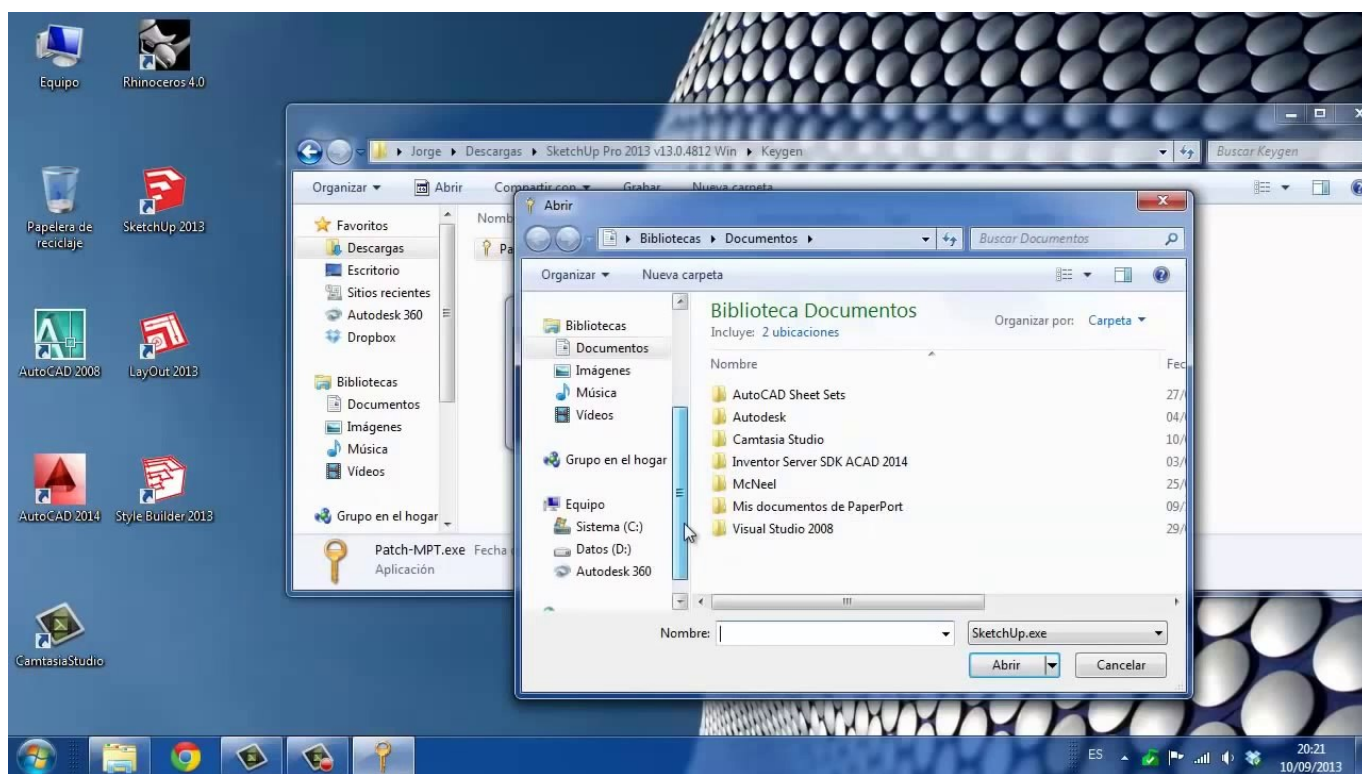 Equipo
Rhinoceros 4.0
Papelera de reciclaje
SketchUp 2013
AutoCAD 2008
LayOut 2013
AutoCAD 2014
Style Builder 2013
CamtasiaStudio
Jorge
Descargas
SketchUp Pro 2013 v13.0.4812 Win
Keygen
Buscar Keygen
Organizar
Abrir
Compartir con
Grabar
Nueva carpeta
Favoritos
Descargas
Escritorio
Sitios recientes
Autodesk 360
Dropbox
Bibliotecas
Documentos
Imágenes
Música
Vídeos
Grupo en el hogar
Patch-MPT.exe
Aplicación
Abrir
Bibliotecas
Documentos
Buscar Documentos
Organizar
Nueva carpeta
Bibliotecas
Documentos
Imágenes
Música
Vídeos
Grupo en el hogar
Equipo
Sistema (C:)
Datos (D:)
Autodesk 360
Biblioteca Documentos
Incluye: 2 ubicaciones
Organizar por: Carpeta
Nombre
AutoCAD Sheet Sets
Autodesk
Camtasia Studio
Inventor Server SDK ACAD 2014
McNeel
Mis documentos de PaperPort
Visual Studio 2008
Nombre:
SketchUp.exe
Abrir
Cancelar
ES
20:21
10/09/2013